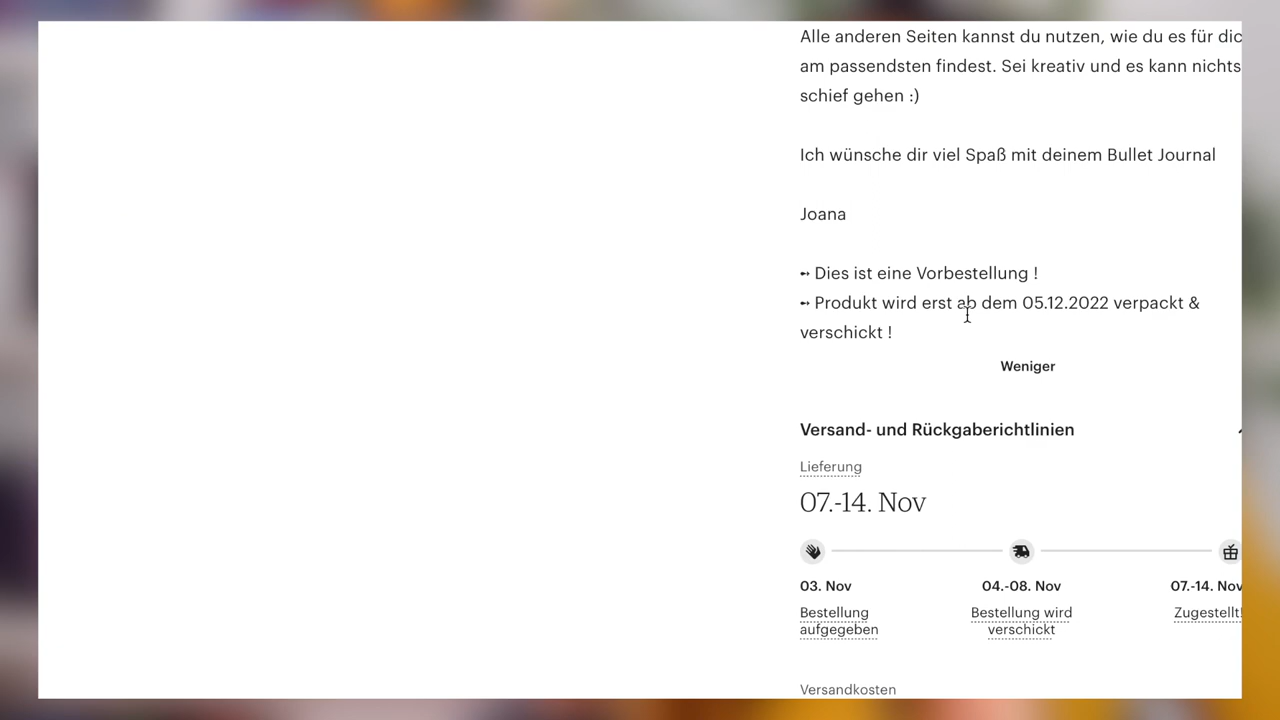 Alle anderen Seiten kannst du nutzen, wie du es für dic
am passendsten findest. Sei kreativ und es kann nichts
schief gehen :)
Ich wünsche dir viel Spaß mit deinem Bullet Journal
Joana
➻ Dies ist eine Vorbestellung !
➻ Produkt wird erst ab dem 05.12.2022 verpackt &
verschickt !
Weniger
Versand- und Rückgaberichtlinien
Lieferung
07.-14. Nov
03. Nov 04.-08. Nov 07.-14. Nov
Bestellung Bestellung wird Zugestellt!
aufgegeben verschickt
Versandkosten